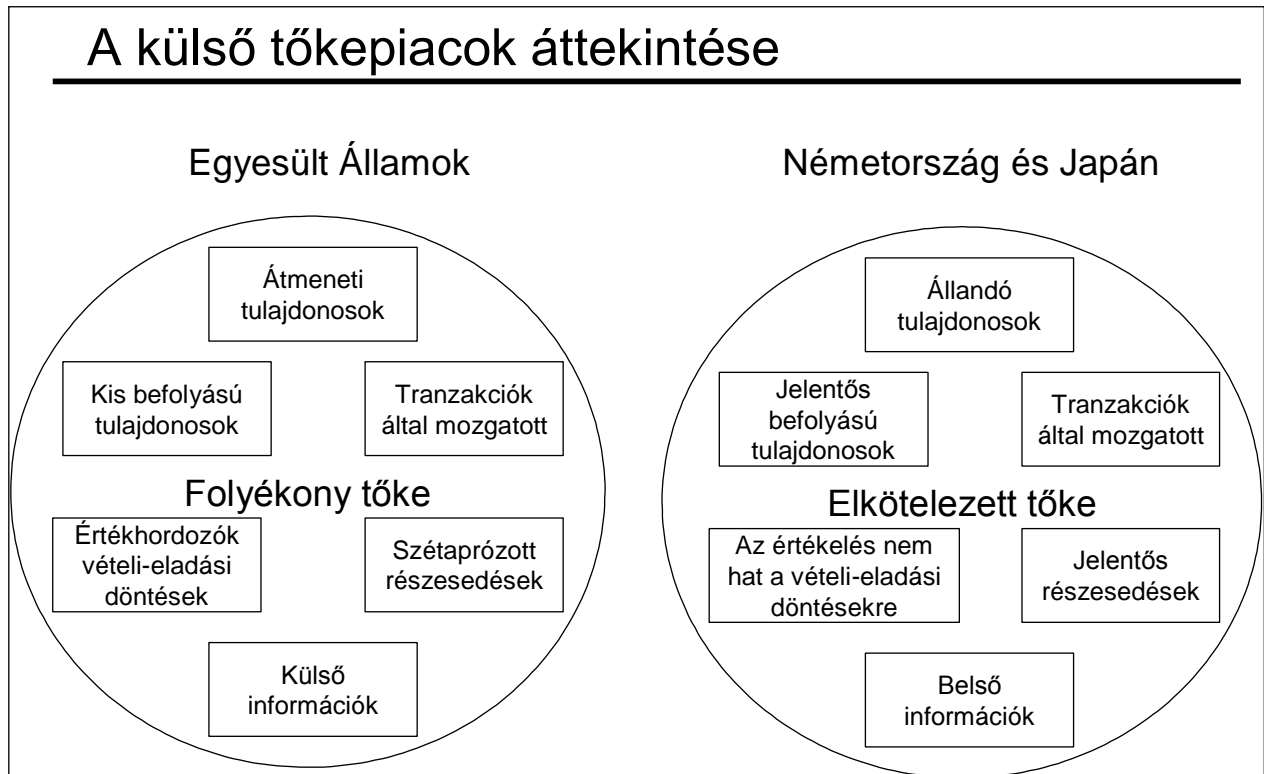 A külső tőkepiacok áttekintése
Egyesült Államok
Átmeneti
tulajdonosok
Kis befolyású
tulajdonosok
Tranzakciók
által mozgatott
Folyékony tőke
Értékhordozók
vételi-eladási
döntések
Szétaprózott
részesedések
Külső
információk
Németország és Japán
Állandó
tulajdonosok
Jelentős
befolyású
tulajdonosok
Tranzakciók
által mozgatott
Elkötelezett tőke
Az értékelés nem
hat a vételi-eladási
döntésekre
Jelentős
részesedések
Belső
információk